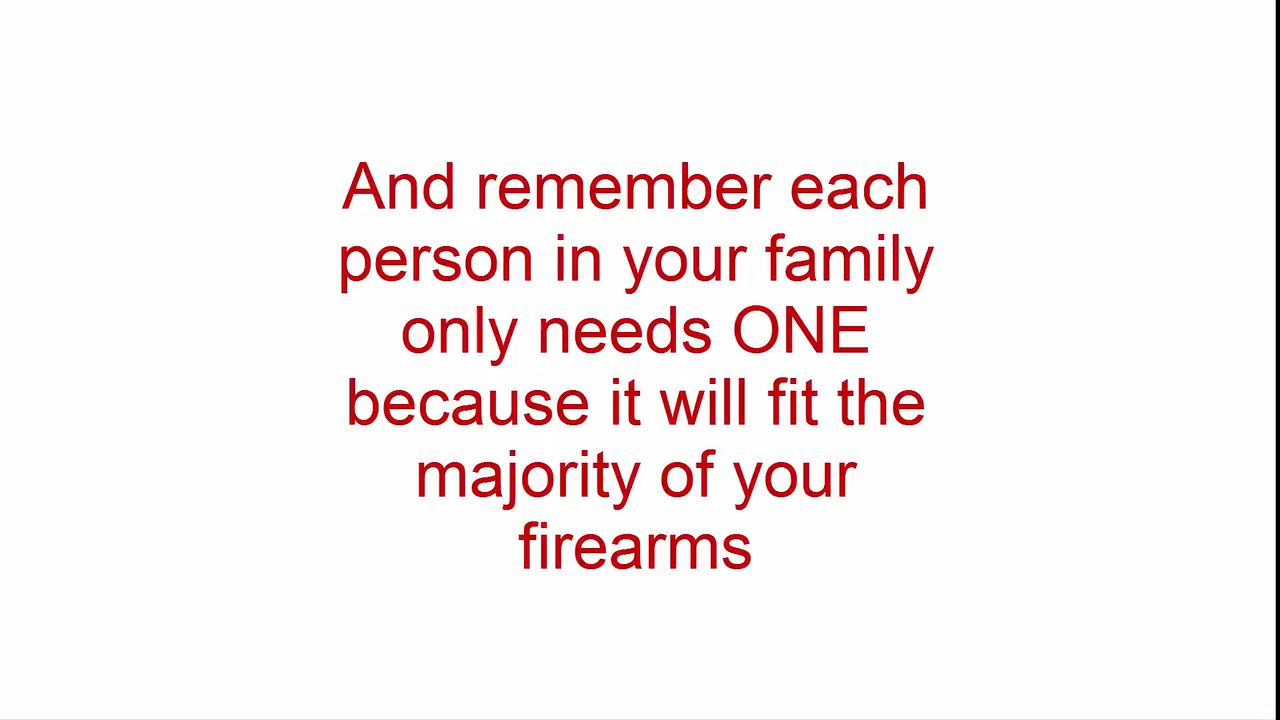 And remember each
person in your family
only needs ONE
because it will fit the
majority of your
firearms